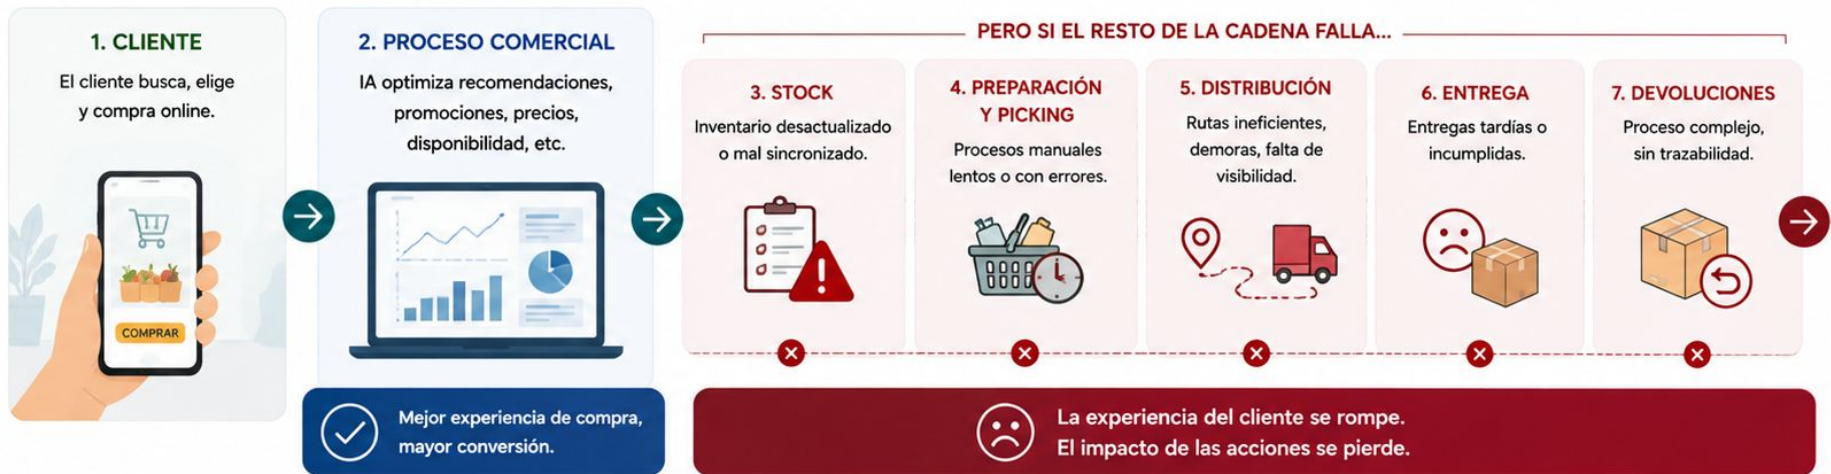 1. CLIENTE
El cliente busca, elige
y compra online.
COMPRAR
2. PROCESO COMERCIAL
IA optimiza recomendaciones,
promociones, precios,
disponibilidad, etc.
Mejor experiencia de compra,
mayor conversión.
PERO SI EL RESTO DE LA CADENA FALLA...
3. STOCK
Inventario desactualizado
o mal sincronizado.
4. PREPARACIÓN
Y PICKING
Procesos manuales
lentos o con errores.
5. DISTRIBUCIÓN
Rutas ineficientes,
demoras, falta de
visibilidad.
6. ENTREGA
Entregas tardías o
incumplidas.
7. DEVOLUCIONES
Proceso complejo,
sin trazabilidad.
La experiencia del cliente se rompe.
El impacto de las acciones se pierde.